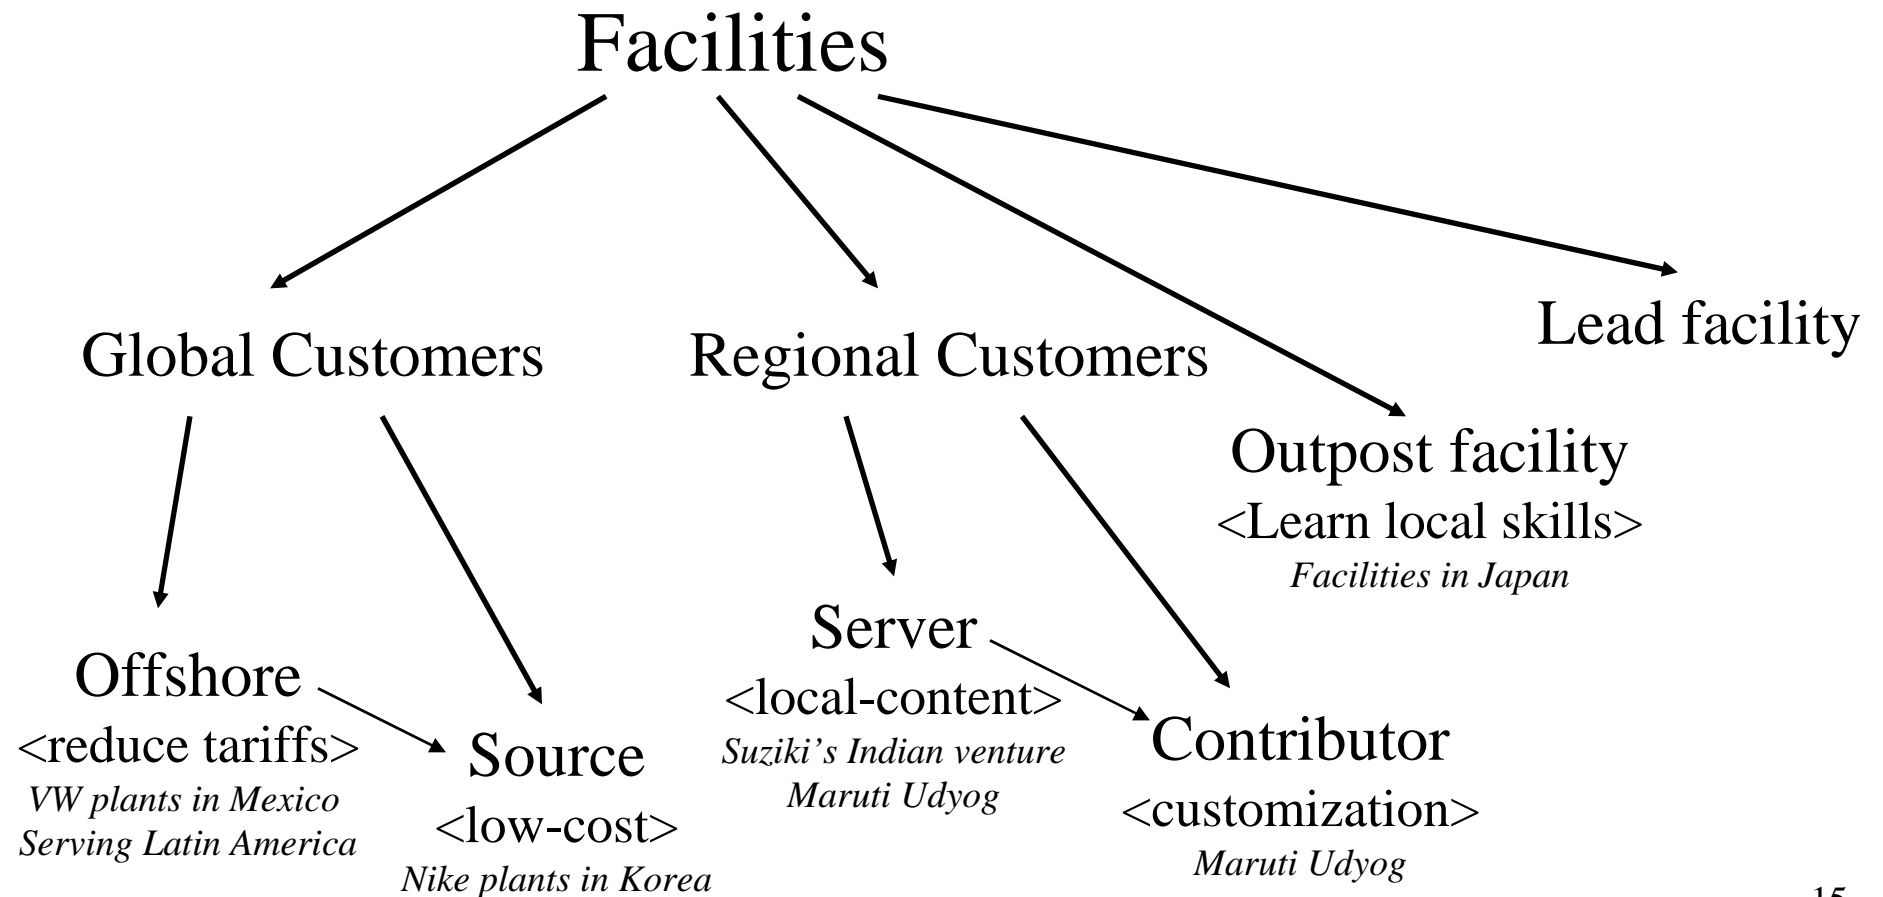 Facilities
Global Customers
Regional Customers
Lead facility
Outpost facility
<Learn local skills>
Facilities in Japan
Offshore
<reduce tariffs>
VW plants in Mexico
Serving Latin America
Source
<low-cost>
Nike plants in Korea
Server
<local-content>
Suziki’s Indian venture
Maruti Udyog
Contributor
<customization>
Maruti Udyog
15